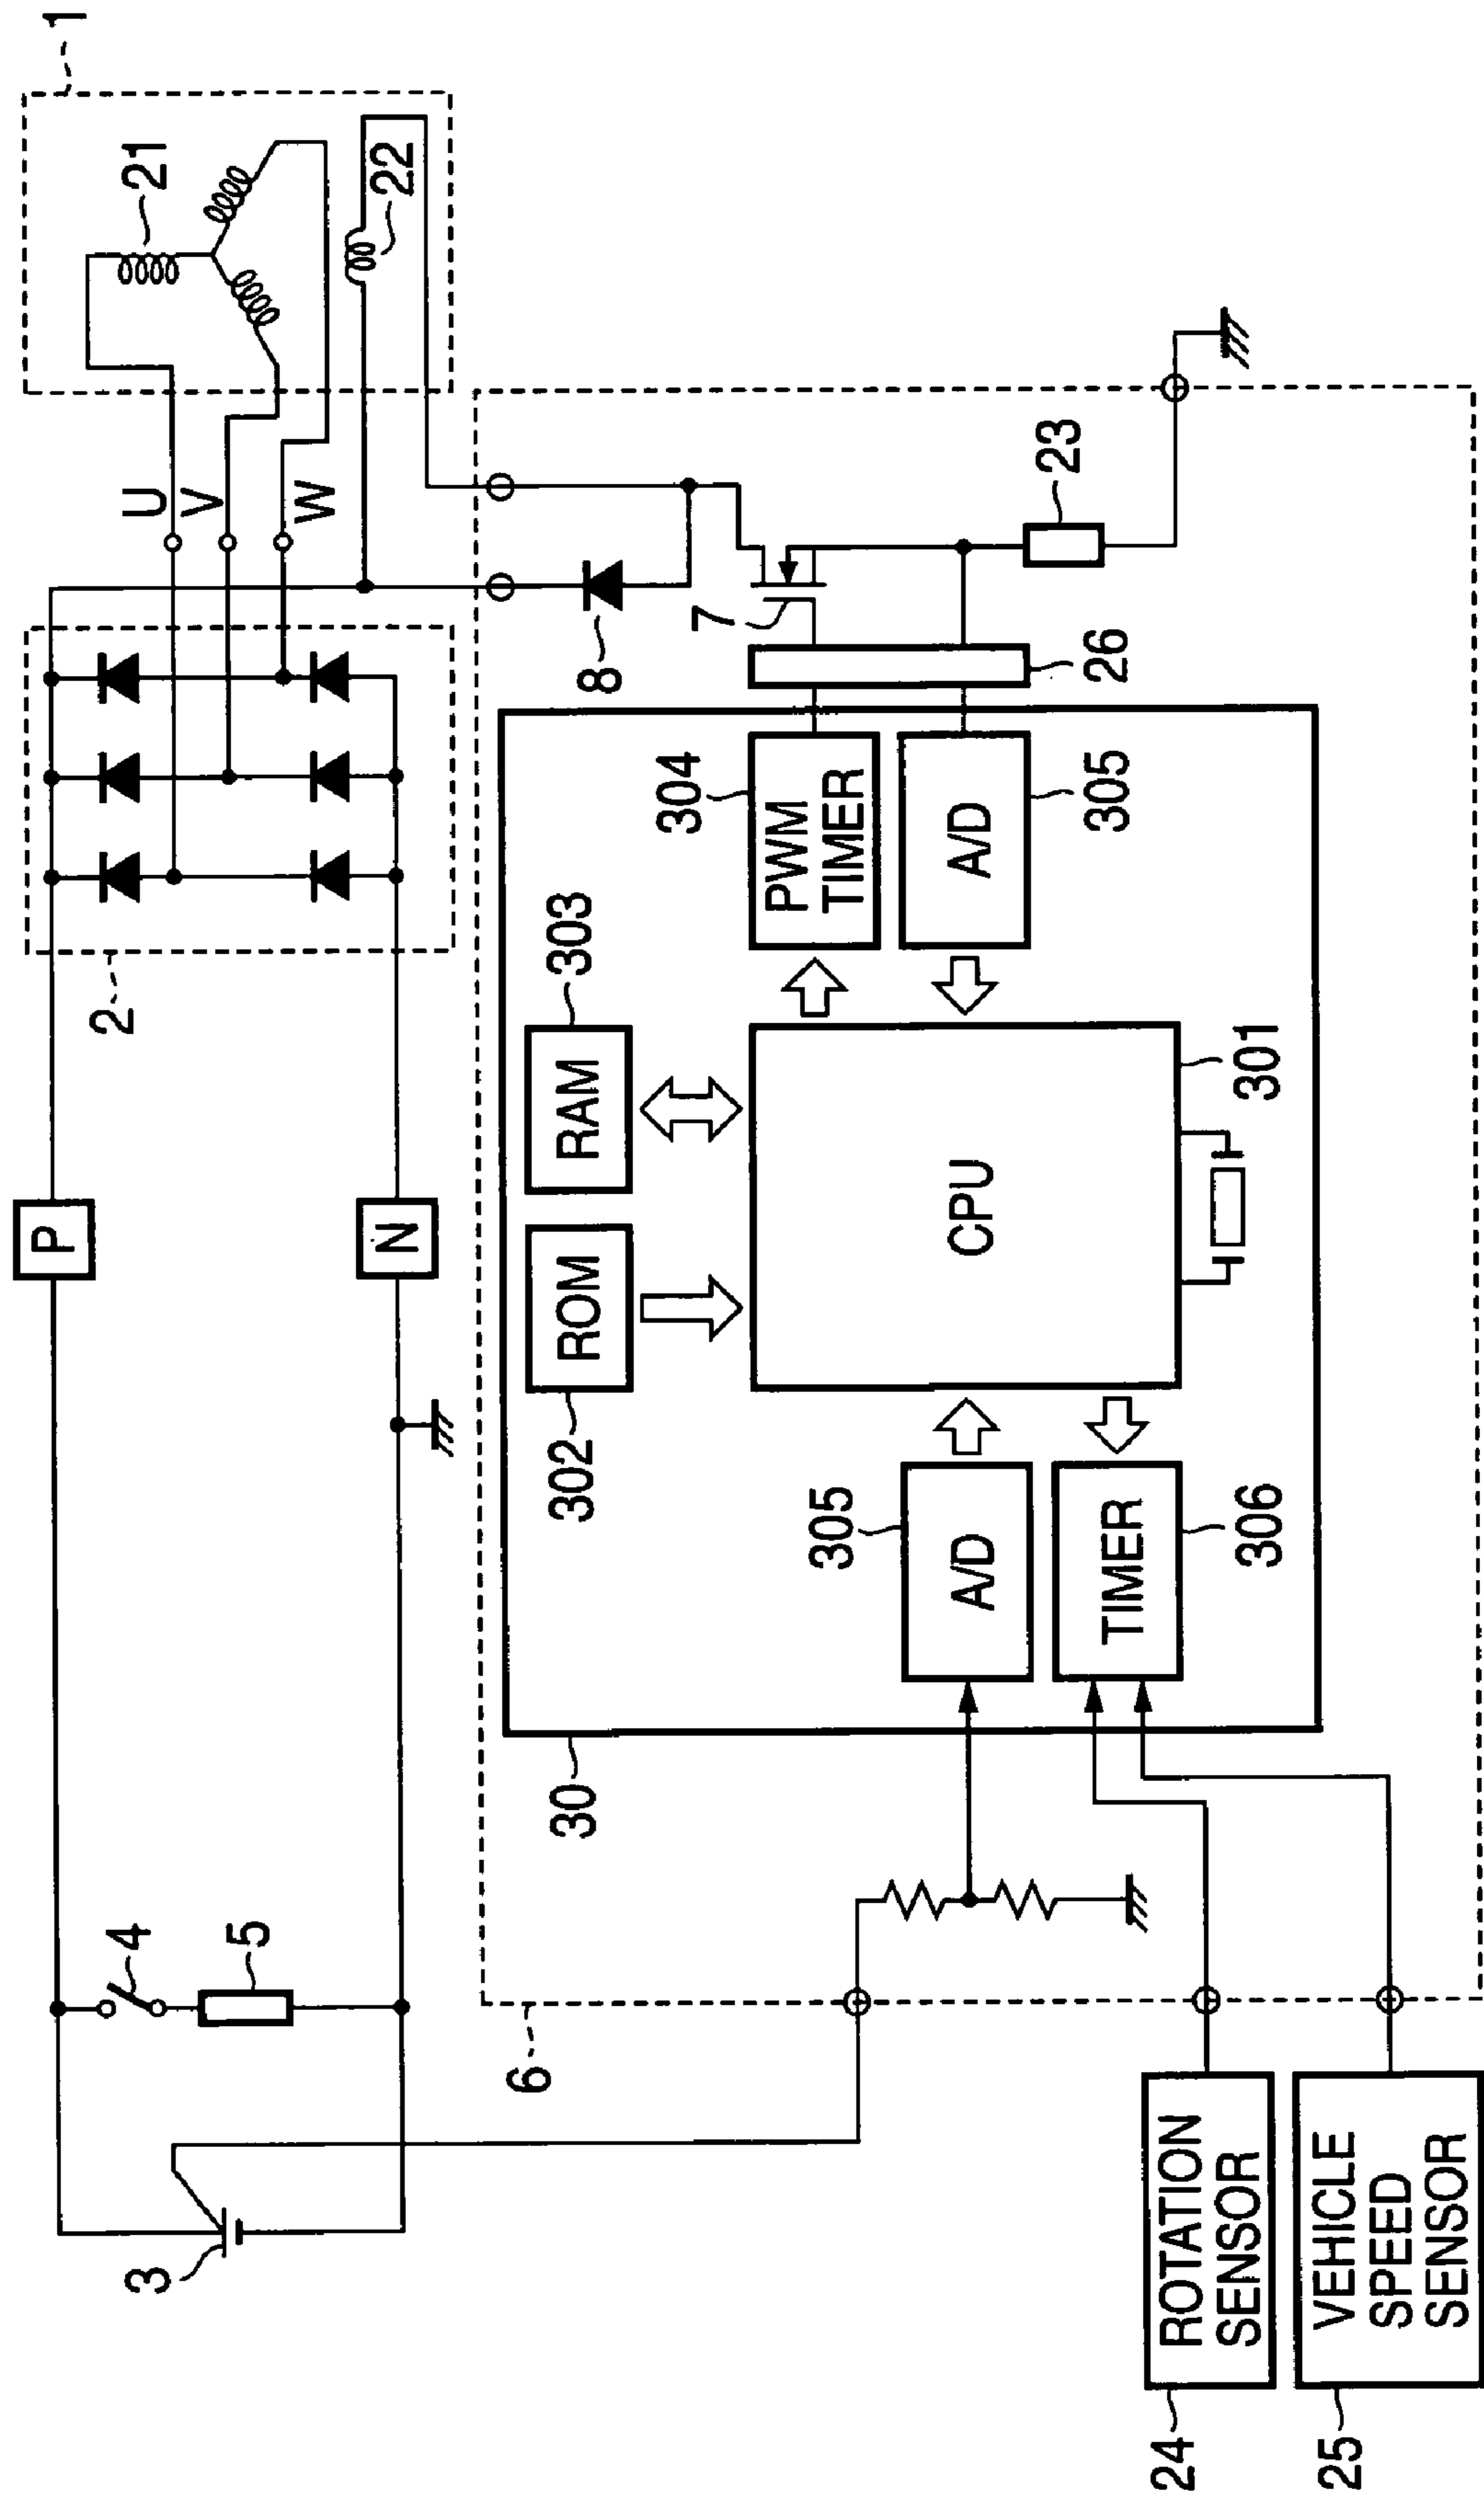 1
21
22
U
V
W
2
P
N
3
4
5
6
7
8
23
26
30
ROM
302
RAM
303
PWM
TIMER
304
A/D
305
CPU
301
A/D
305
TIMER
306
ROTATION
SENSOR
24
VEHICLE
SPEED
SENSOR
25